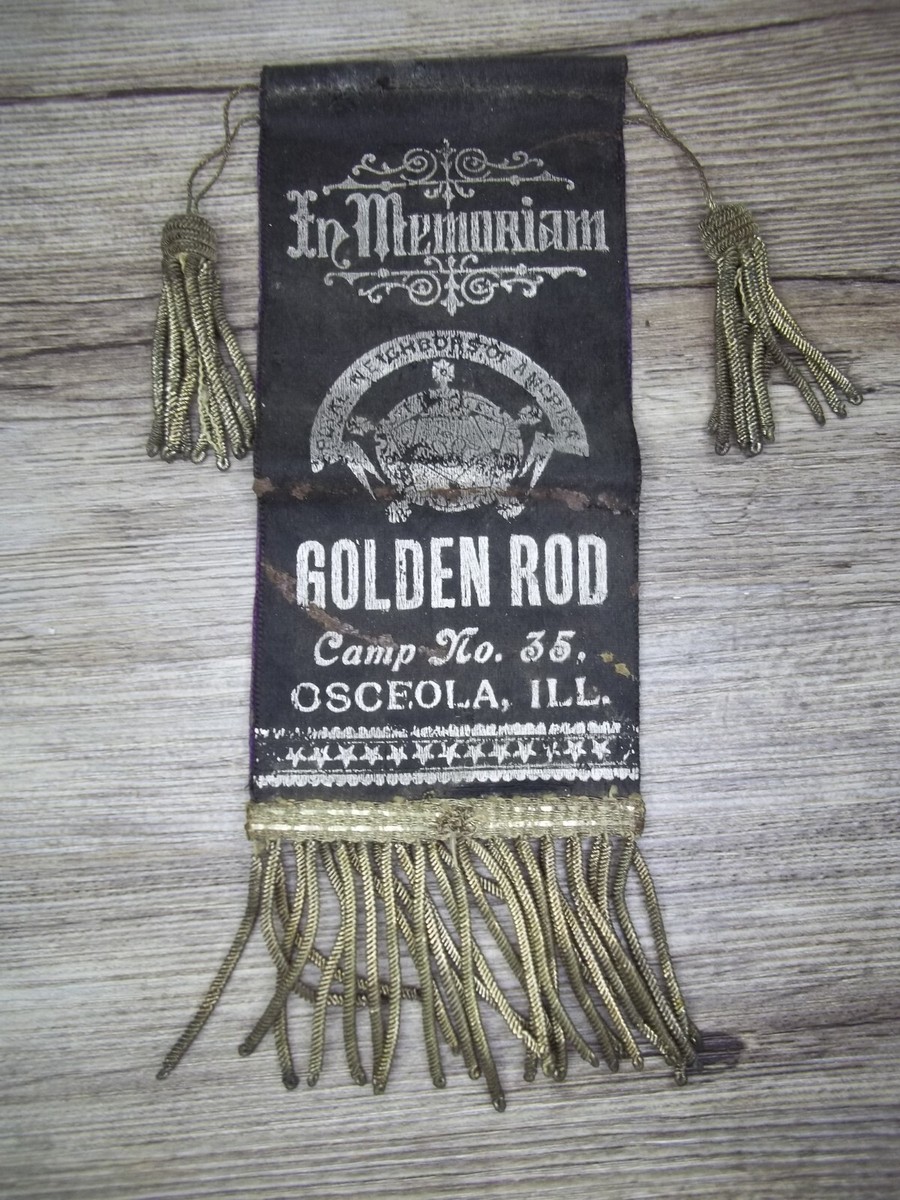 In Memoriam
ROYAL NEIGHBORS OF AMERICA
GOLDEN ROD
Camp No. 35,
OSCEOLA, ILL.